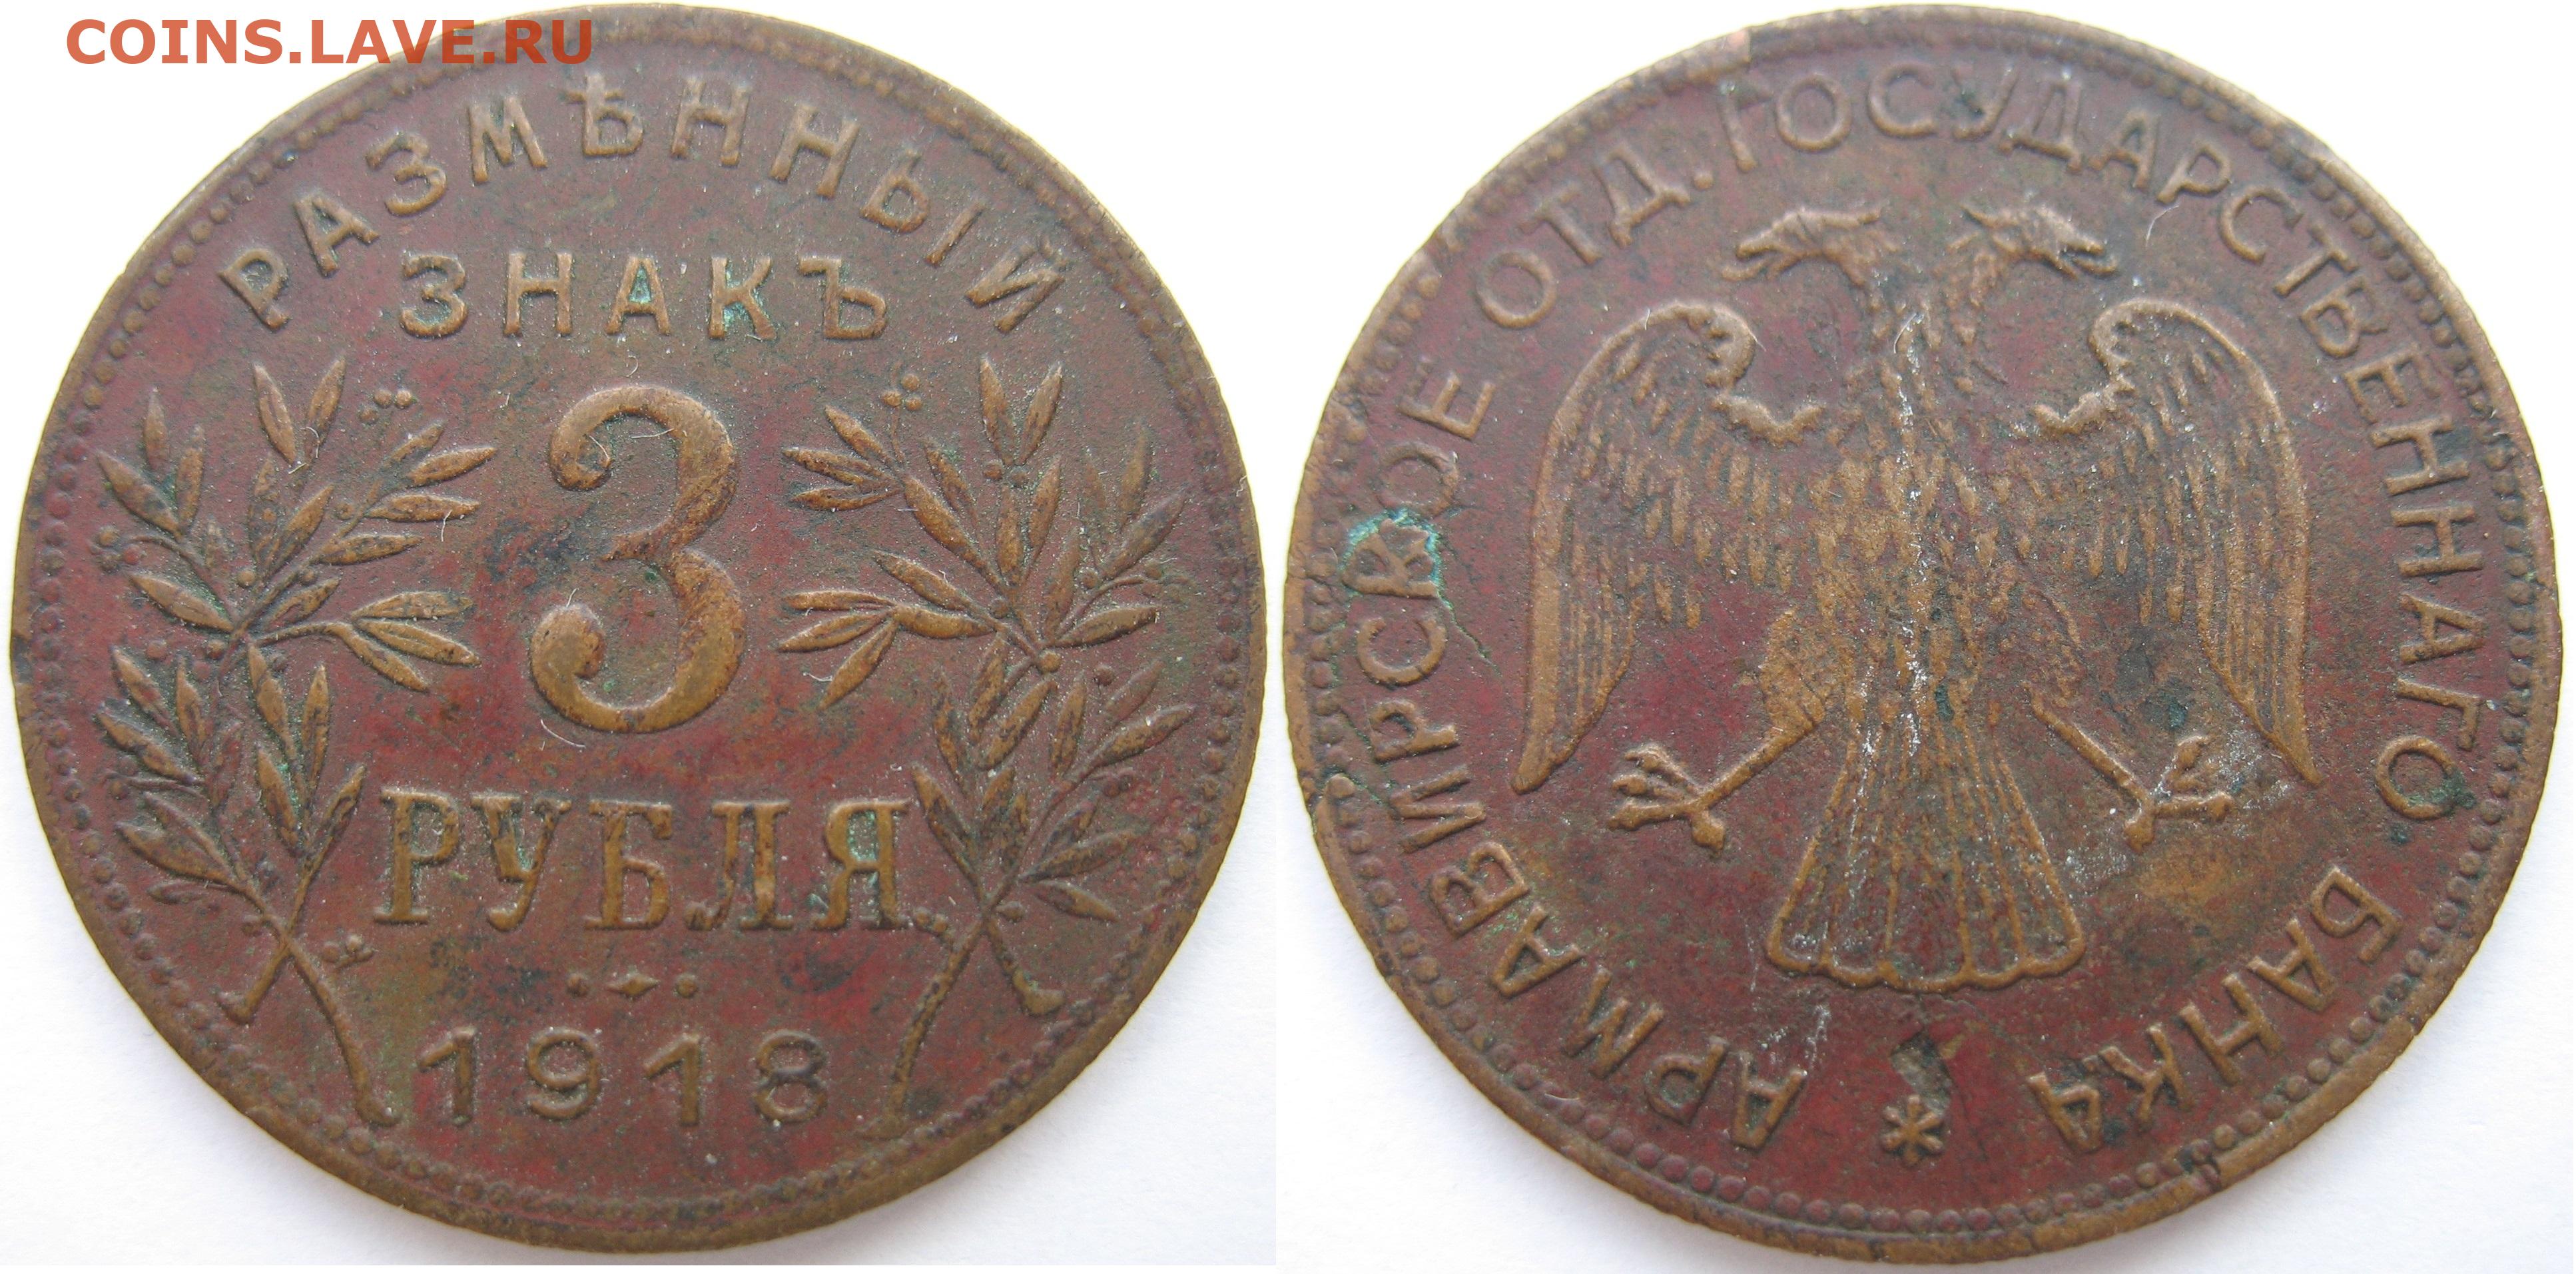 COINS.LAVE.RU
РАЗМѢННЫЙ
ЗНАКЪ
3
РУБЛЯ
1918
АРМАВИРСКОЕ ОТД. ГОСУДАРСТВЕННАГО БАНКА *